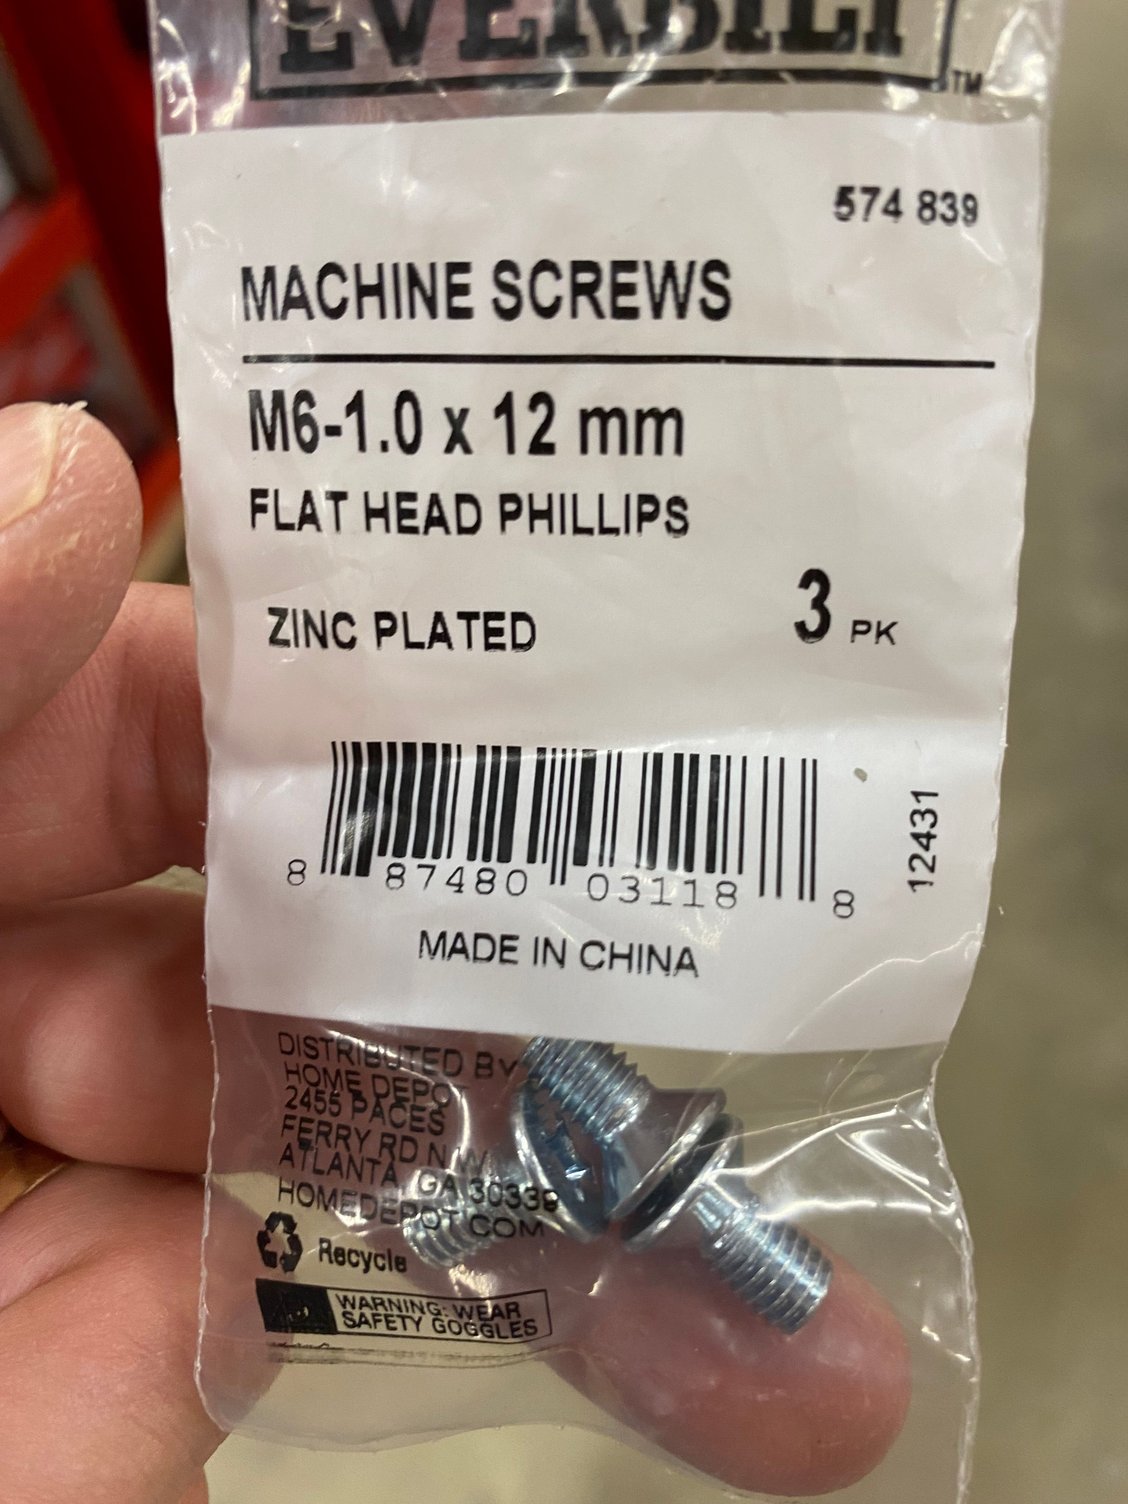 EVERBILT™
574 839
MACHINE SCREWS
M6-1.0 x 12 mm
FLAT HEAD PHILLIPS
ZINC PLATED
3 PK
8 87480 03118 8
12431
MADE IN CHINA
DISTRIBUTED BY
HOME DEPOT
2455 PACES
FERRY RD N.W.
ATLANTA, GA 30339
HOMEDEPOT.COM
Recycle
WARNING: WEAR
SAFETY GOGGLES